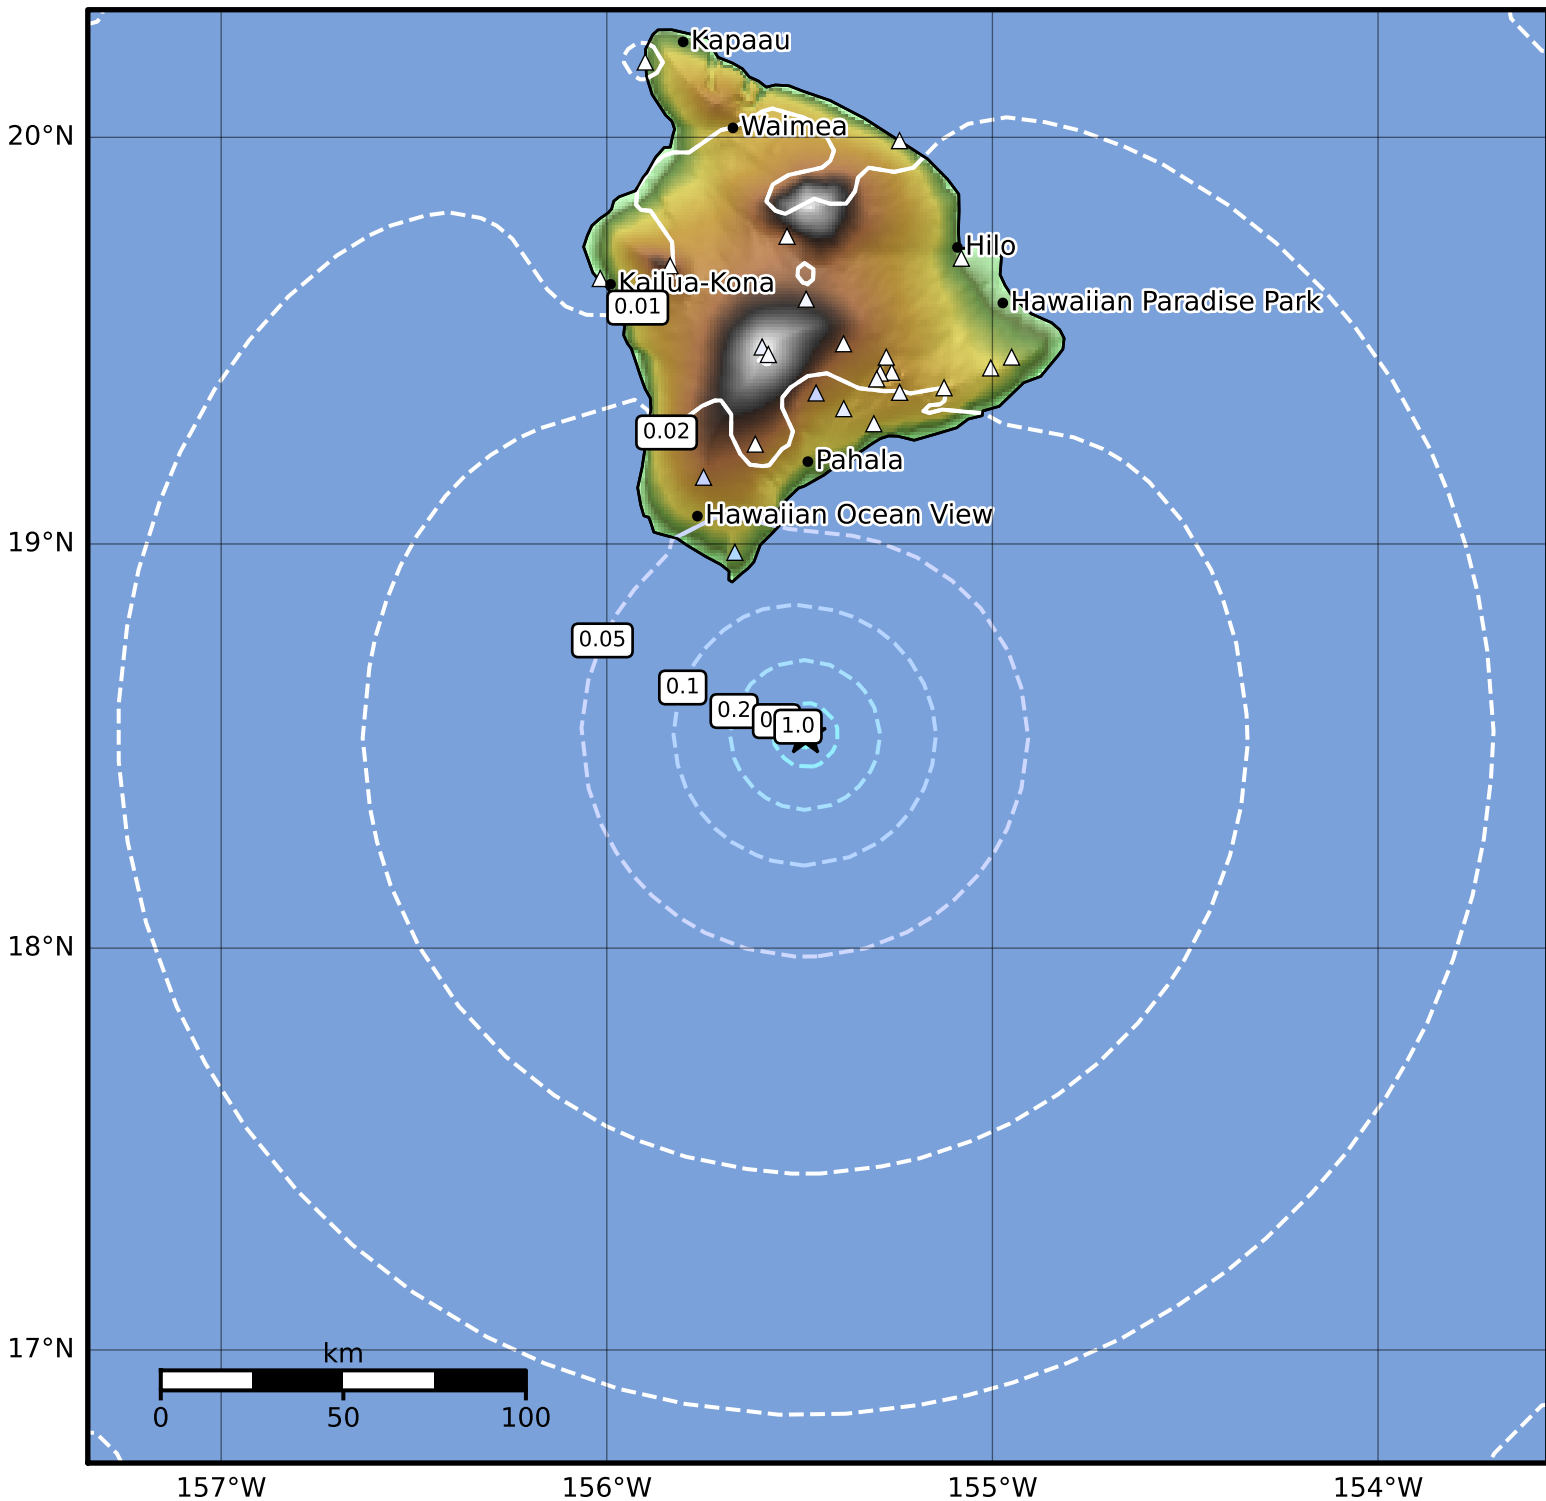 Kapaau
Waimea
20°N
Hilo
Kailua-Kona
Hawaiian Paradise Park
0.01
0.02
Pahala
Hawaiian Ocean View
19°N
0.05
0.1
0.2
1.0
18°N
17°N
km
0 50 100
157°W 156°W 155°W 154°W